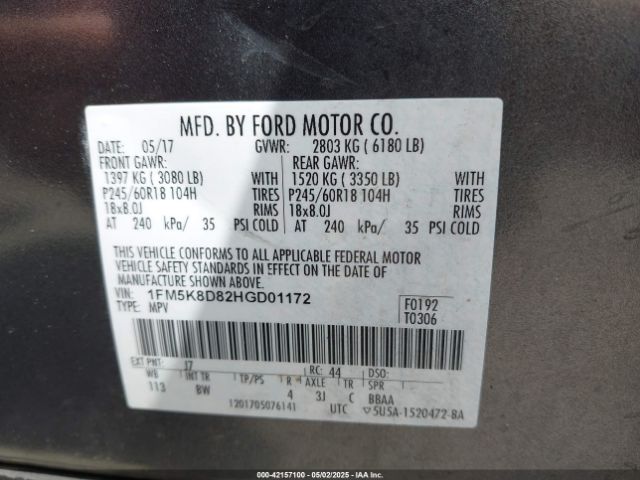 MFD. BY FORD MOTOR CO.
DATE: 05/17 GVWR: 2803 KG ( 6180 LB)
FRONT GAWR: REAR GAWR:
1397 KG ( 3080 LB) WITH 1520 KG ( 3350 LB) WITH
P245/60R18 104H TIRES P245/60R18 104H TIRES
18x8.0J RIMS 18x8.0J RIMS
AT 240 kPa/ 35 PSI COLD AT 240 kPa/ 35 PSI COLD
THIS VEHICLE CONFORMS TO ALL APPLICABLE FEDERAL MOTOR
VEHICLE SAFETY STANDARDS IN EFFECT ON THE DATE OF
MANUFACTURE SHOWN ABOVE.
VIN: 1FM5K8D82HGD01172 F0192
TYPE: MPV T0306
EXT PNT: J7 RC: 44 DSO:
WB INT TR TP/PS R AXLE TR SPR
113 BW 4 3J C BBAA
1201705076141 UTC ▽5U5A-1520472-BA
000-42157100 - 05/02/2025 - IAA Inc.